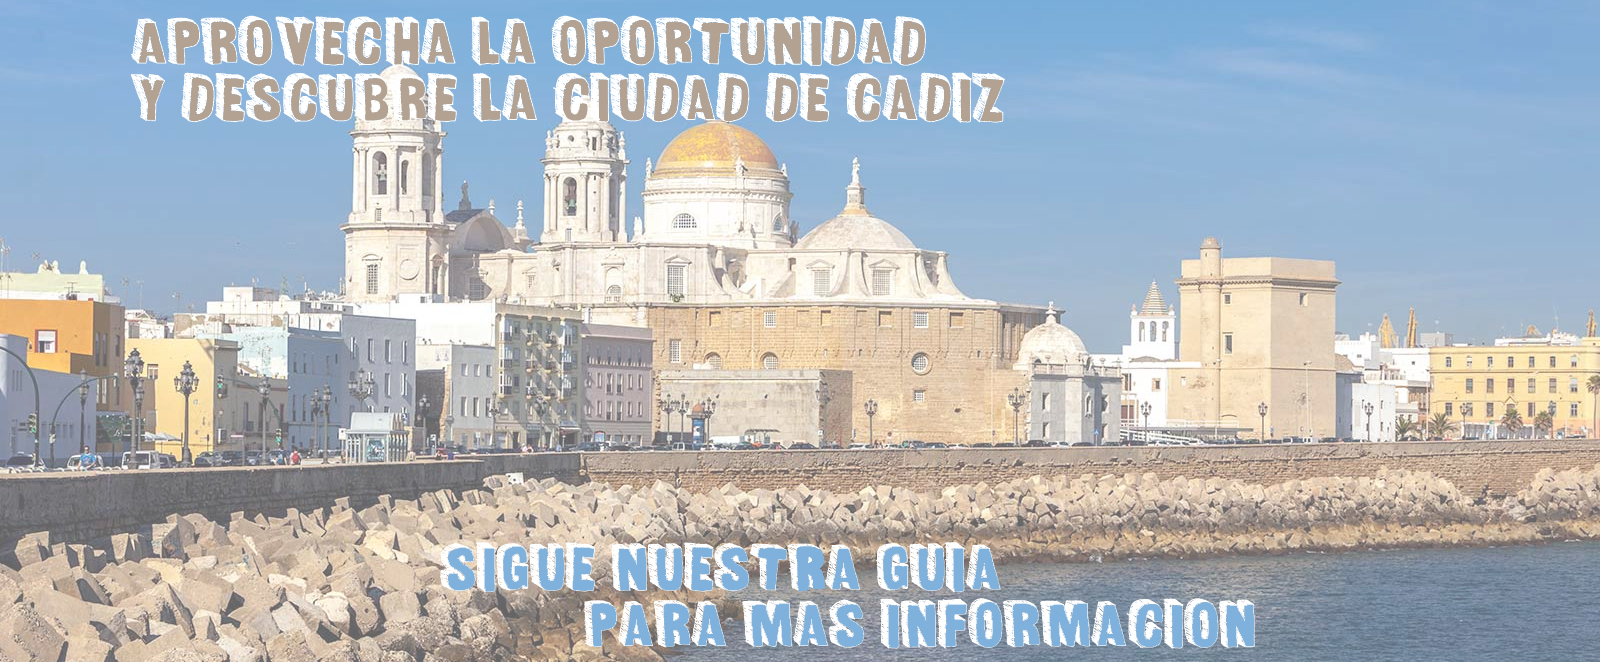 APROVECHA LA OPORTUNIDAD
Y DESCUBRE LA CIUDAD DE CADIZ
SIGUE NUESTRA GUIA
PARA MAS INFORMACION